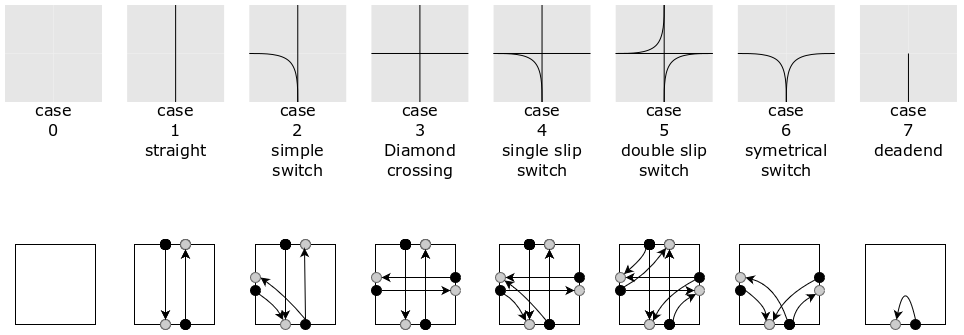 case
0
case
1
straight
case
2
simple
switch
case
3
Diamond
crossing
case
4
single slip
switch
case
5
double slip
switch
case
6
symetrical
switch
case
7
deadend